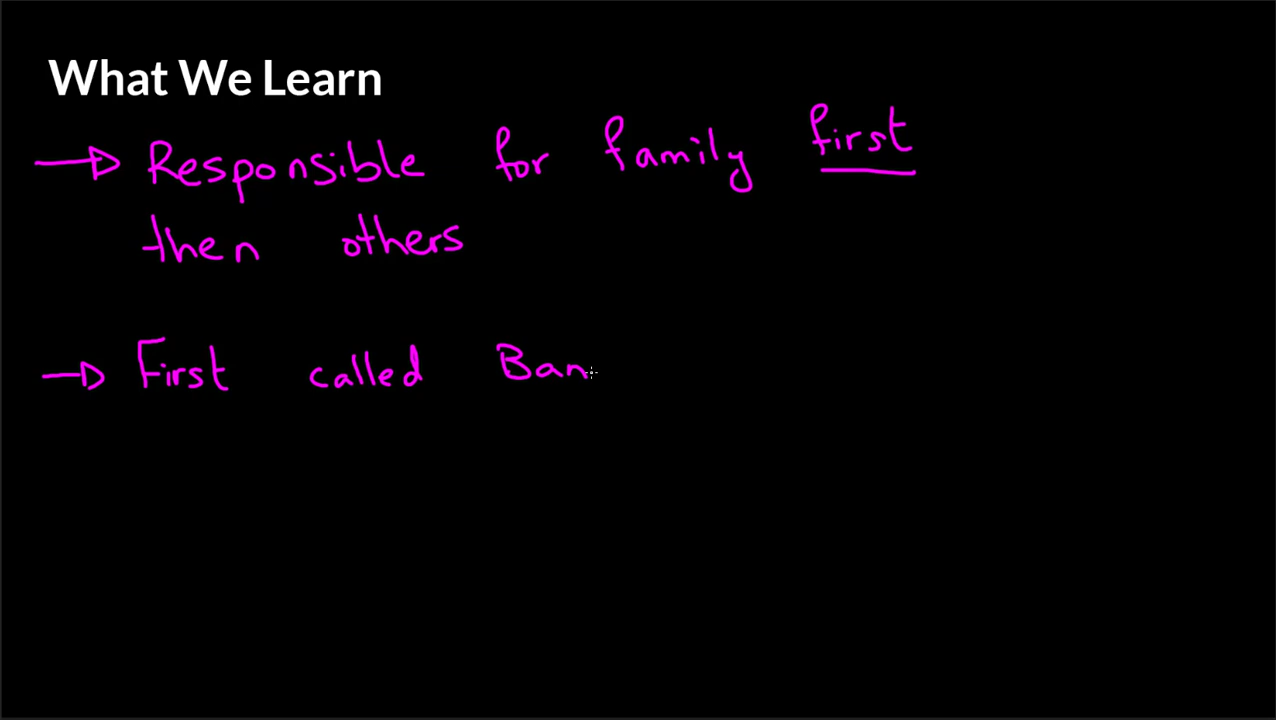 What We Learn
→ Responsible for family first
then others
→ First called Ban